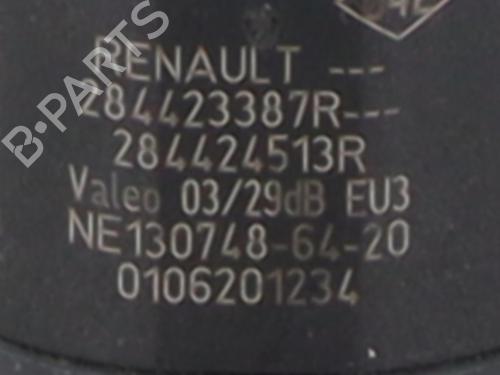 B-PARTS
RENAULT ---
284423387R---
284424513R
Valeo 03/29dB EU3
NE130748-64-20
0106201234